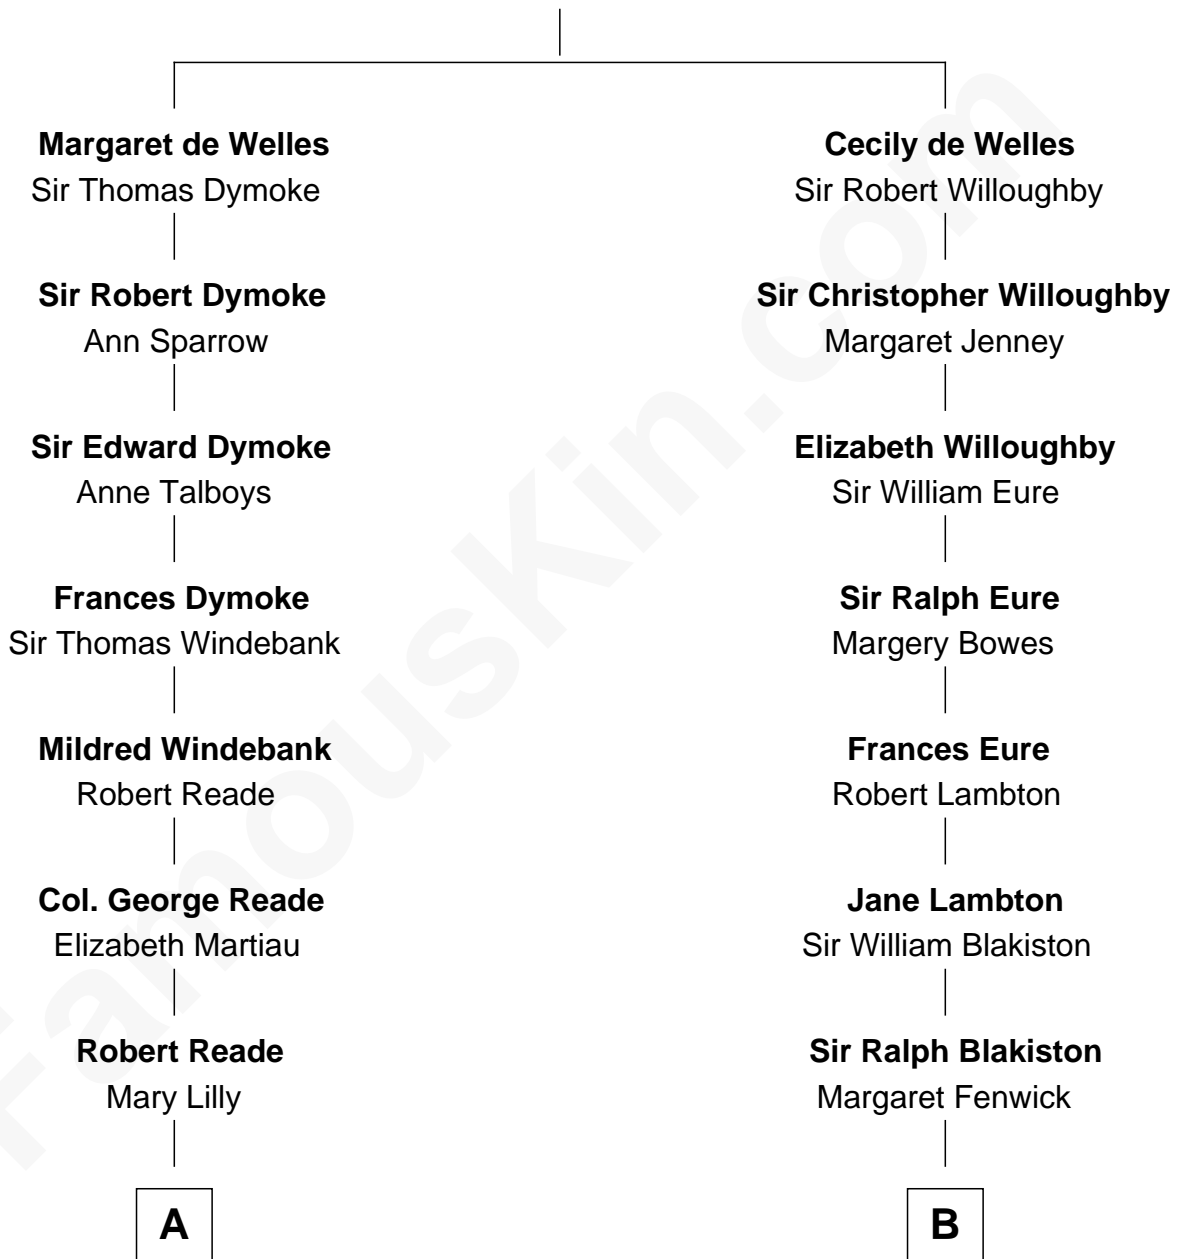 Margaret de Welles
Sir Thomas Dymoke
Cecily de Welles
Sir Robert Willoughby
Sir Robert Dymoke
Ann Sparrow
Sir Christopher Willoughby
Margaret Jenney
Sir Edward Dymoke
Anne Talboys
Elizabeth Willoughby
Sir William Eure
Frances Dymoke
Sir Thomas Windebank
Sir Ralph Eure
Margery Bowes
Mildred Windebank
Robert Reade
Frances Eure
Robert Lambton
Col. George Reade
Elizabeth Martiau
Jane Lambton
Sir William Blakiston
Robert Reade
Mary Lilly
Sir Ralph Blakiston
Margaret Fenwick
A
B
FamousKin.com